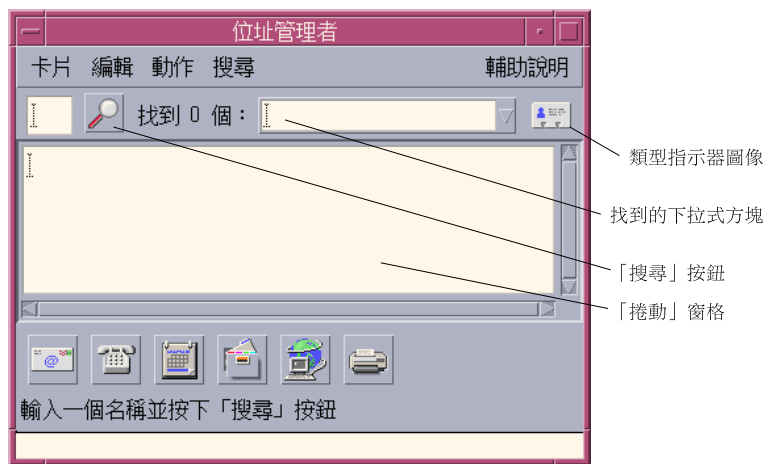 位址管理者
卡片 編輯 動作 搜尋 輔助說明
找到 0 個：
類型指示器圖像
找到的下拉式方塊
「搜尋」按鈕
「捲動」窗格
輸入一個名稱並按下「搜尋」按鈕